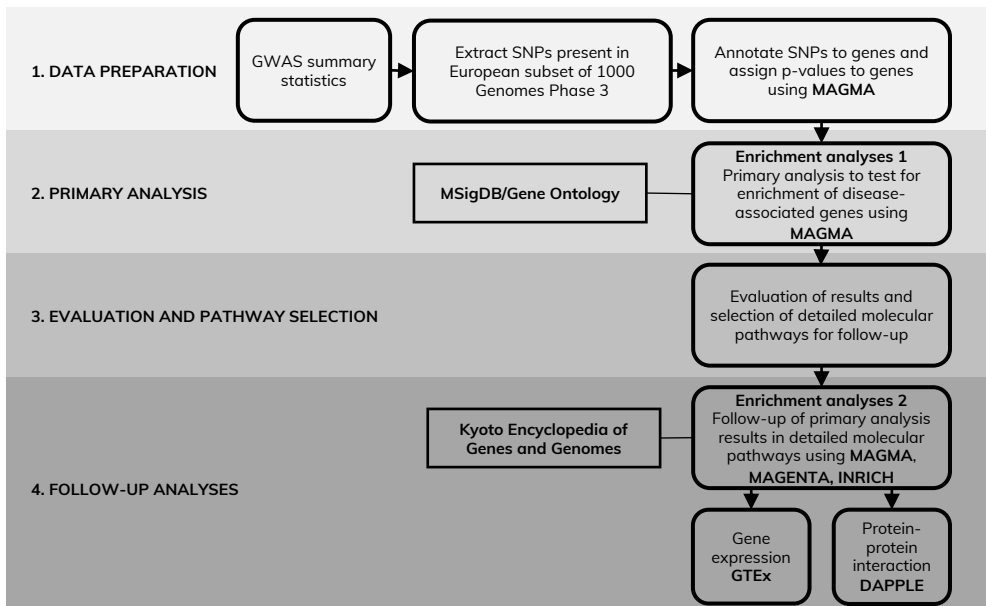 1. DATA PREPARATION
GWAS summary
statistics
Extract SNPs present in
European subset of 1000
Genomes Phase 3
Annotate SNPs to genes and
assign p-values to genes
using MAGMA
2. PRIMARY ANALYSIS
MSigDB/Gene Ontology
Enrichment analyses 1
Primary analysis to test for
enrichment of disease-
associated genes using
MAGMA
3. EVALUATION AND PATHWAY SELECTION
Evaluation of results and
selection of detailed molecular
pathways for follow-up
4. FOLLOW-UP ANALYSES
Kyoto Encyclopedia of
Genes and Genomes
Enrichment analyses 2
Follow-up of primary analysis
results in detailed molecular
pathways using MAGMA,
MAGENTA, INRICH
Gene
expression
GTEx
Protein-
protein
interaction
DAPPLE